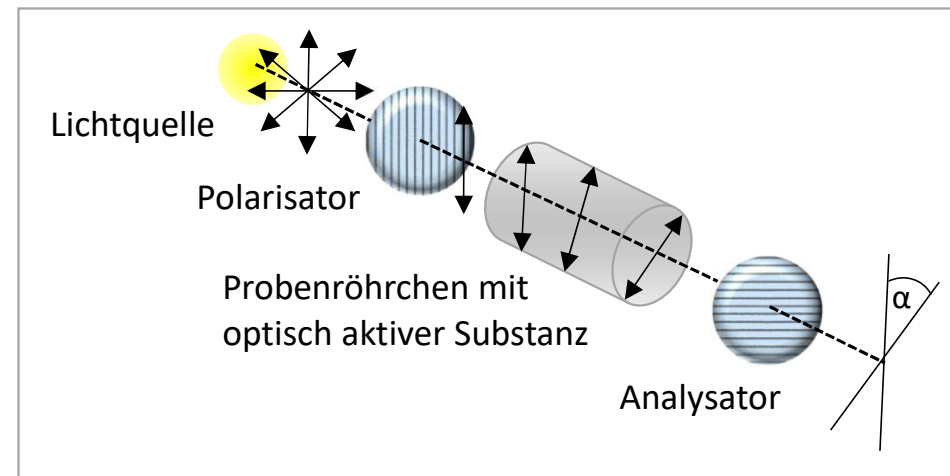 Lichtquelle
Polarisator
Probenröhrchen mit
optisch aktiver Substanz
Analysator
α